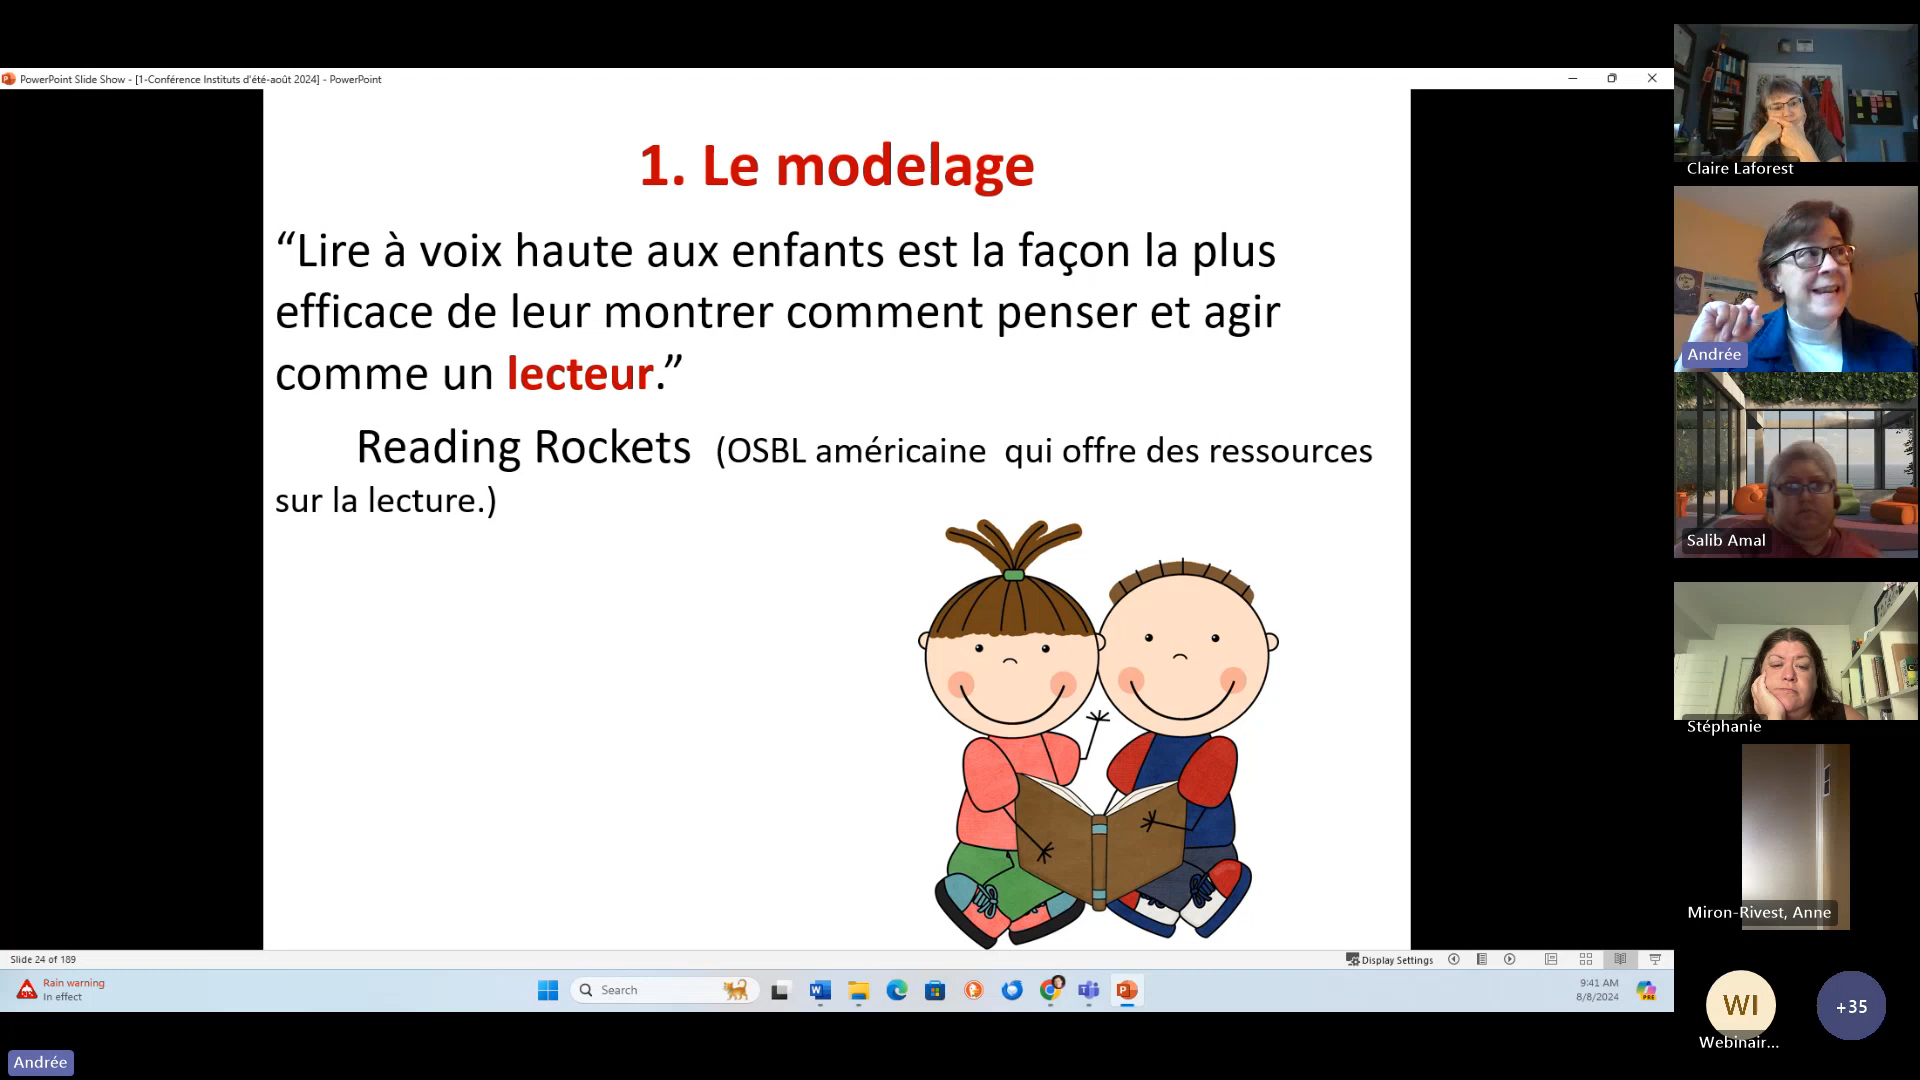 PowerPoint Slide Show - [1-Conférence Instituts d'été-août 2024] - PowerPoint
1. Le modelage
“Lire à voix haute aux enfants est la façon la plus
efficace de leur montrer comment penser et agir
comme un lecteur.”
Reading Rockets (OSBL américaine qui offre des ressources
sur la lecture.)
Slide 24 of 189
Display Settings
Rain warning
In effect
Search
9:41 AM
8/8/2024
PRE
Andrée
Claire Laforest
Andrée
Salib Amal
Stéphanie
Miron-Rivest, Anne
WI
Webinair...
+35